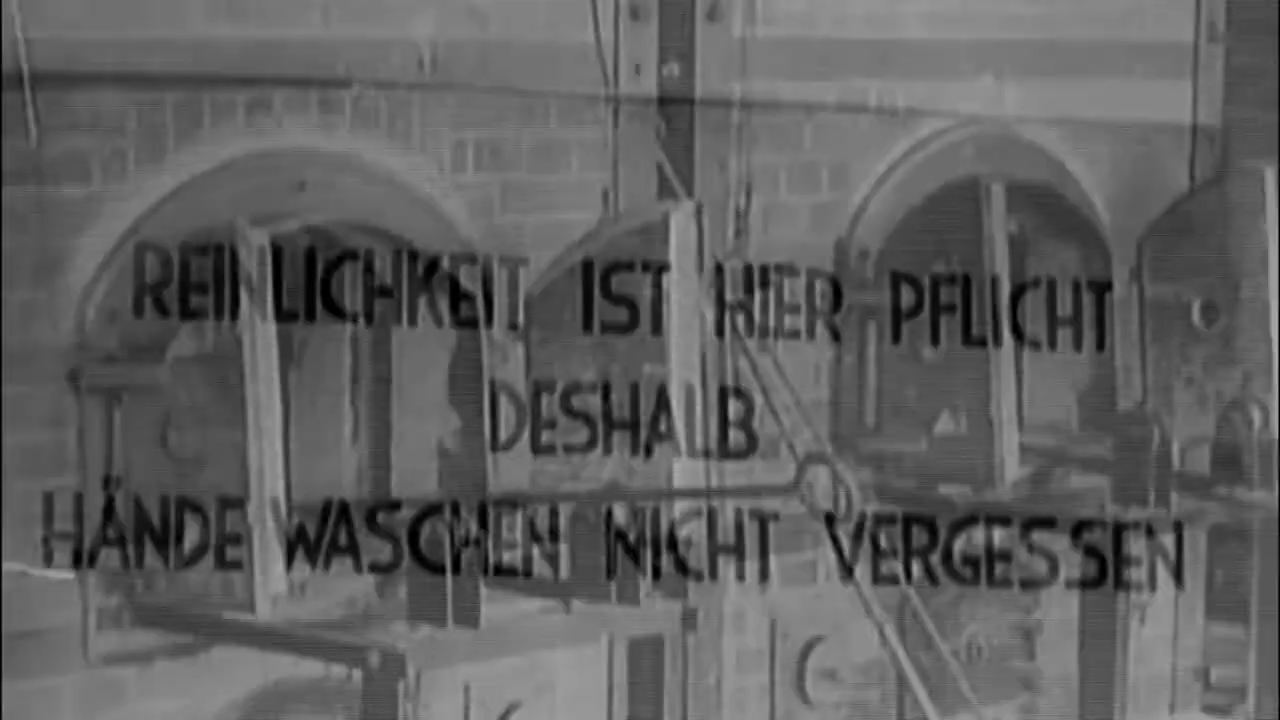 REINLICHKEIT IST HIER PFLICHT
DESHALB
HÄNDE WASCHEN NICHT VERGESSEN